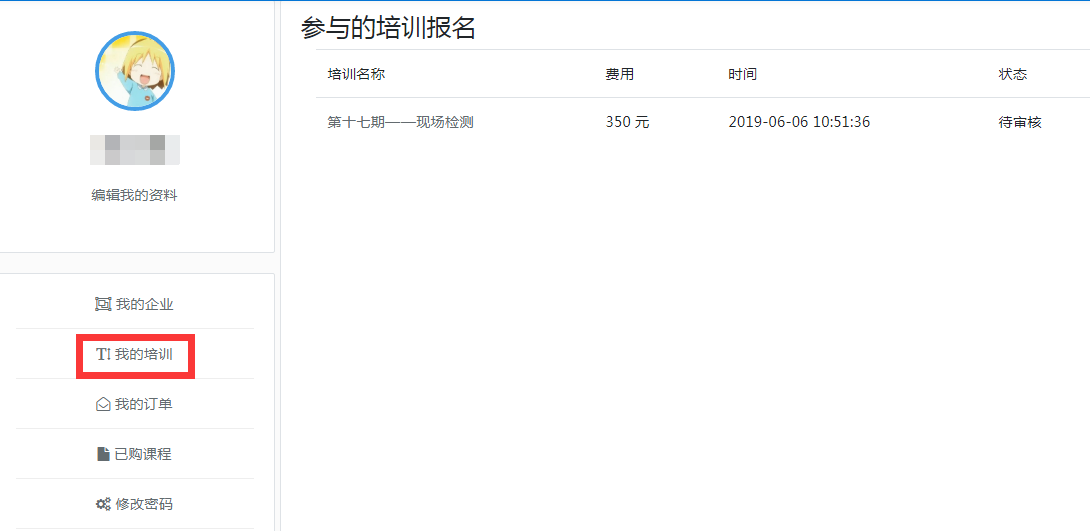 编辑我的资料
我的企业
我的培训
我的订单
已购课程
修改密码
参与的培训报名
培训名称 费用 时间 状态
第十七期——现场检测 350 元 2019-06-06 10:51:36 待审核